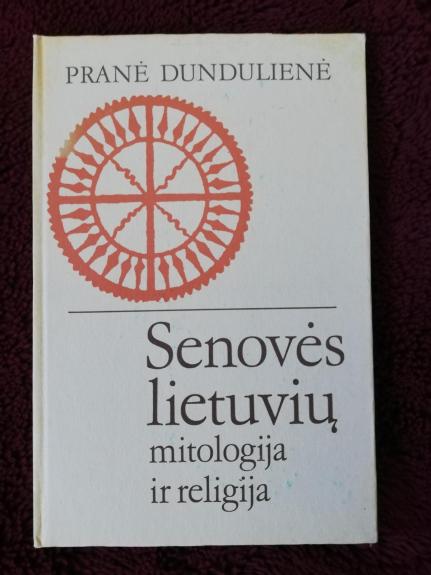 PRANĖ DUNDULIENĖ
Senovės
lietuvių
mitologija
ir religija